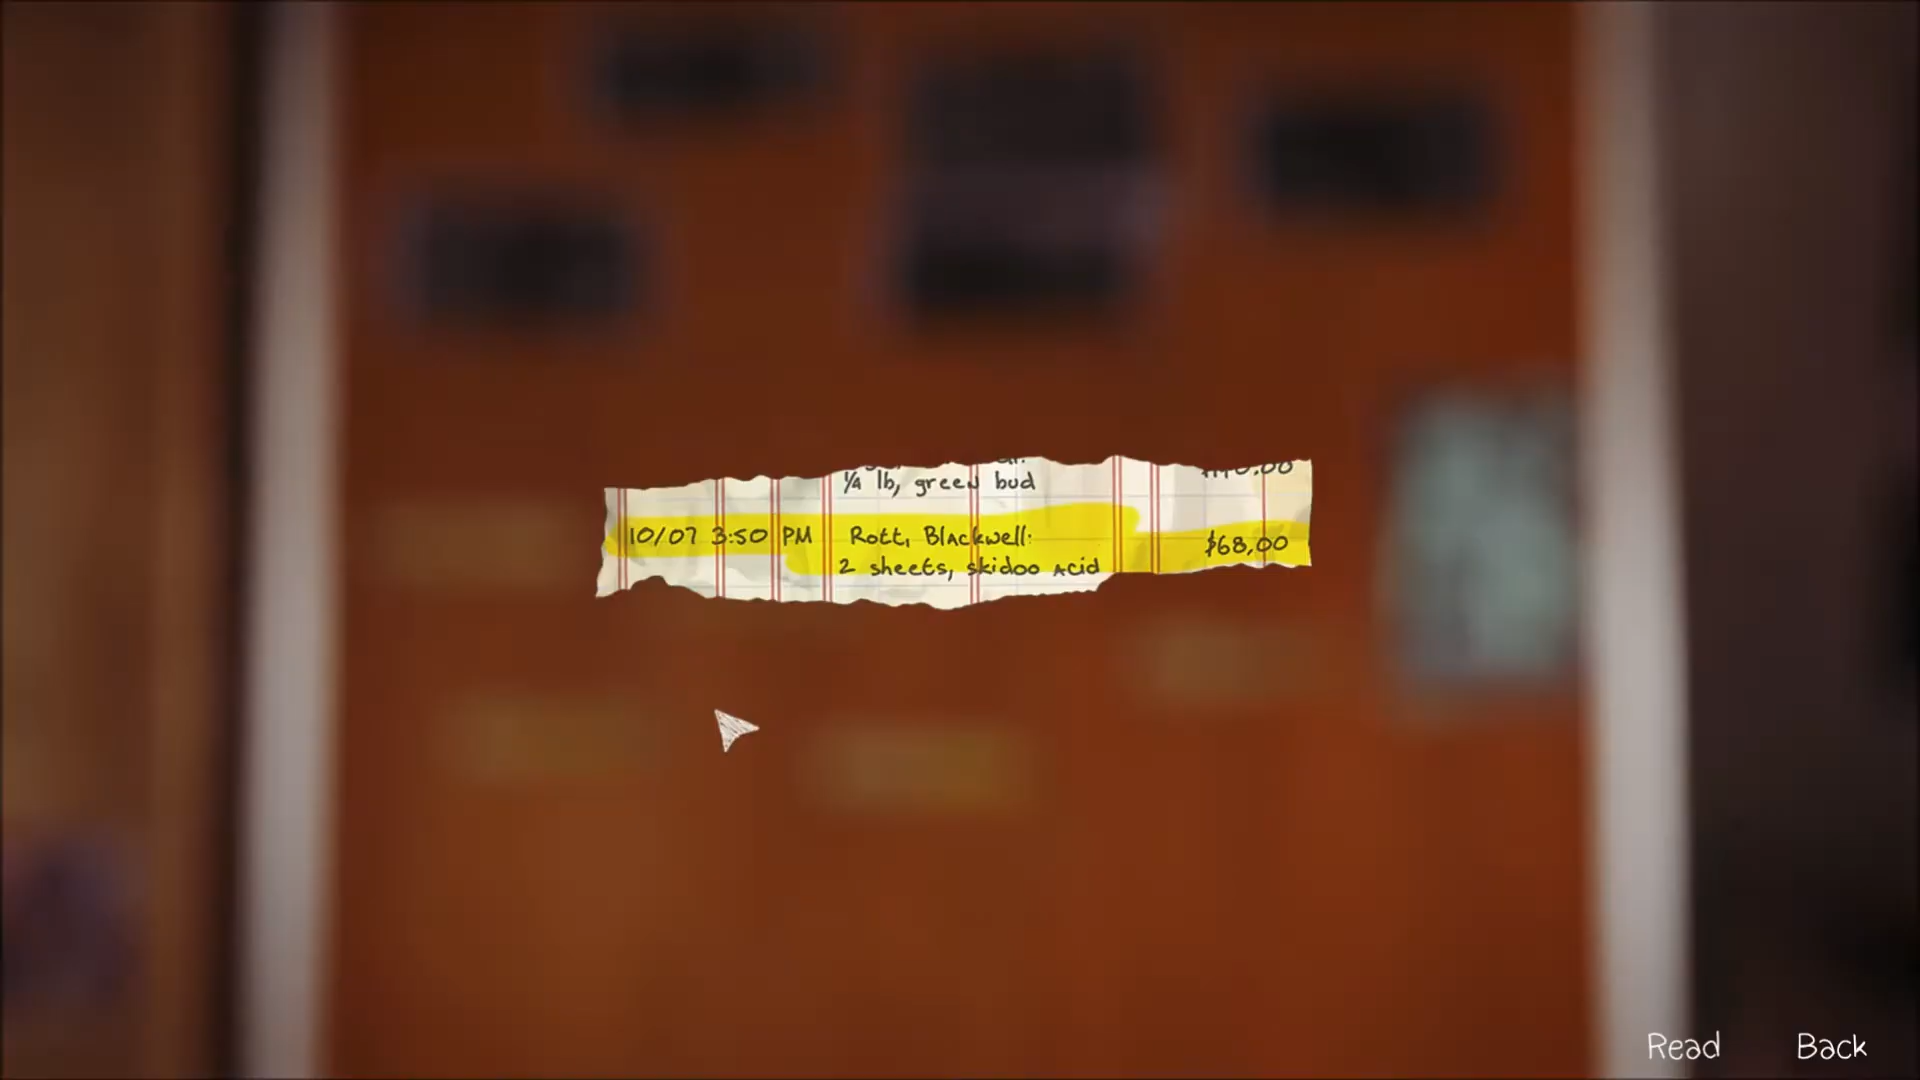 1/4 lb, green bud
10/07 3:50 PM Rott, Blackwell: $68,00
2 sheets, skidoo Acid
Read Back